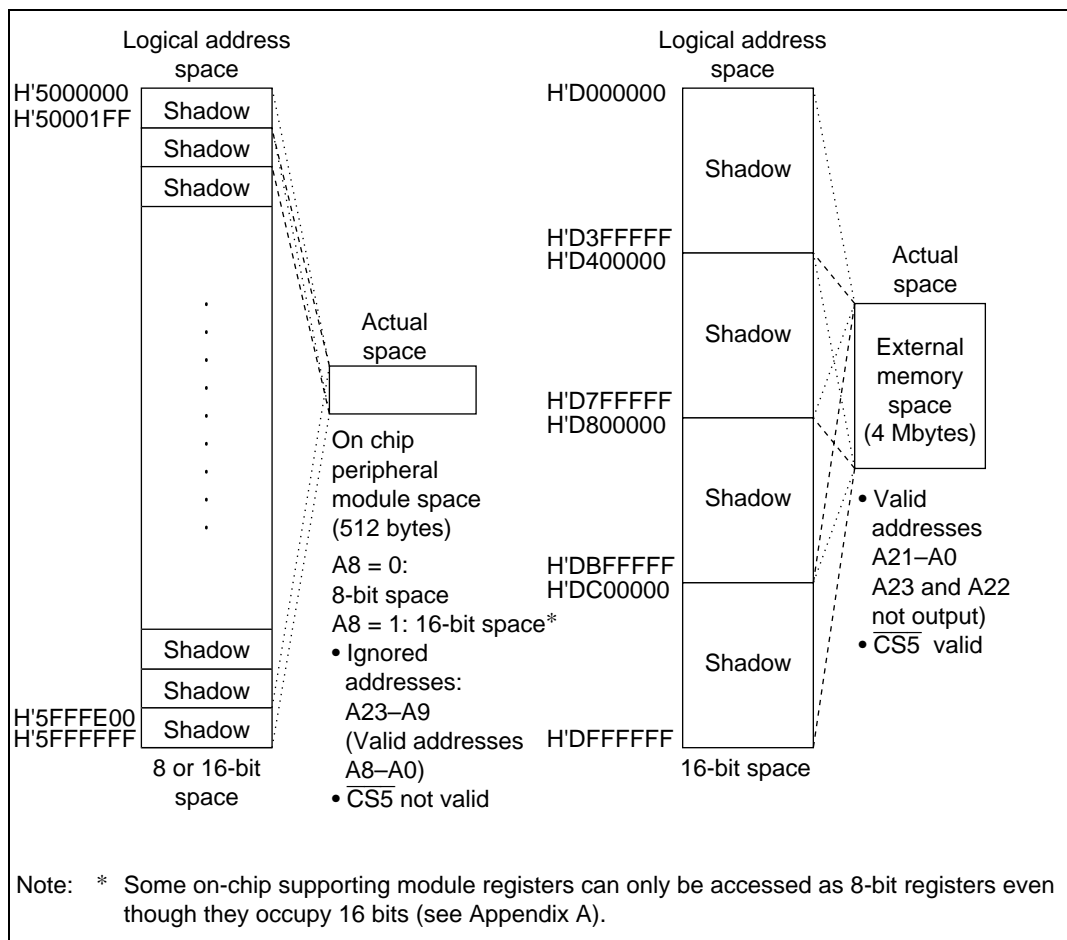 Logical address
space
H'5000000
H'50001FF
Shadow
Shadow
Shadow
Shadow
Shadow
Shadow
H'5FFFE00
H'5FFFFFF
8 or 16-bit
space
Actual
space
On chip
peripheral
module space
(512 bytes)
A8 = 0:
8-bit space
A8 = 1: 16-bit space*
• Ignored
addresses:
A23–A9
(Valid addresses
A8–A0)
• CS5 not valid
Logical address
space
H'D000000
Shadow
H'D3FFFFF
H'D400000
Shadow
H'D7FFFFF
H'D800000
Shadow
H'DBFFFFF
H'DC00000
Shadow
H'DFFFFFF
16-bit space
Actual
space
External
memory
space
(4 Mbytes)
• Valid
addresses
A21–A0
A23 and A22
not output)
• CS5 valid
Note: * Some on-chip supporting module registers can only be accessed as 8-bit registers even
though they occupy 16 bits (see Appendix A).